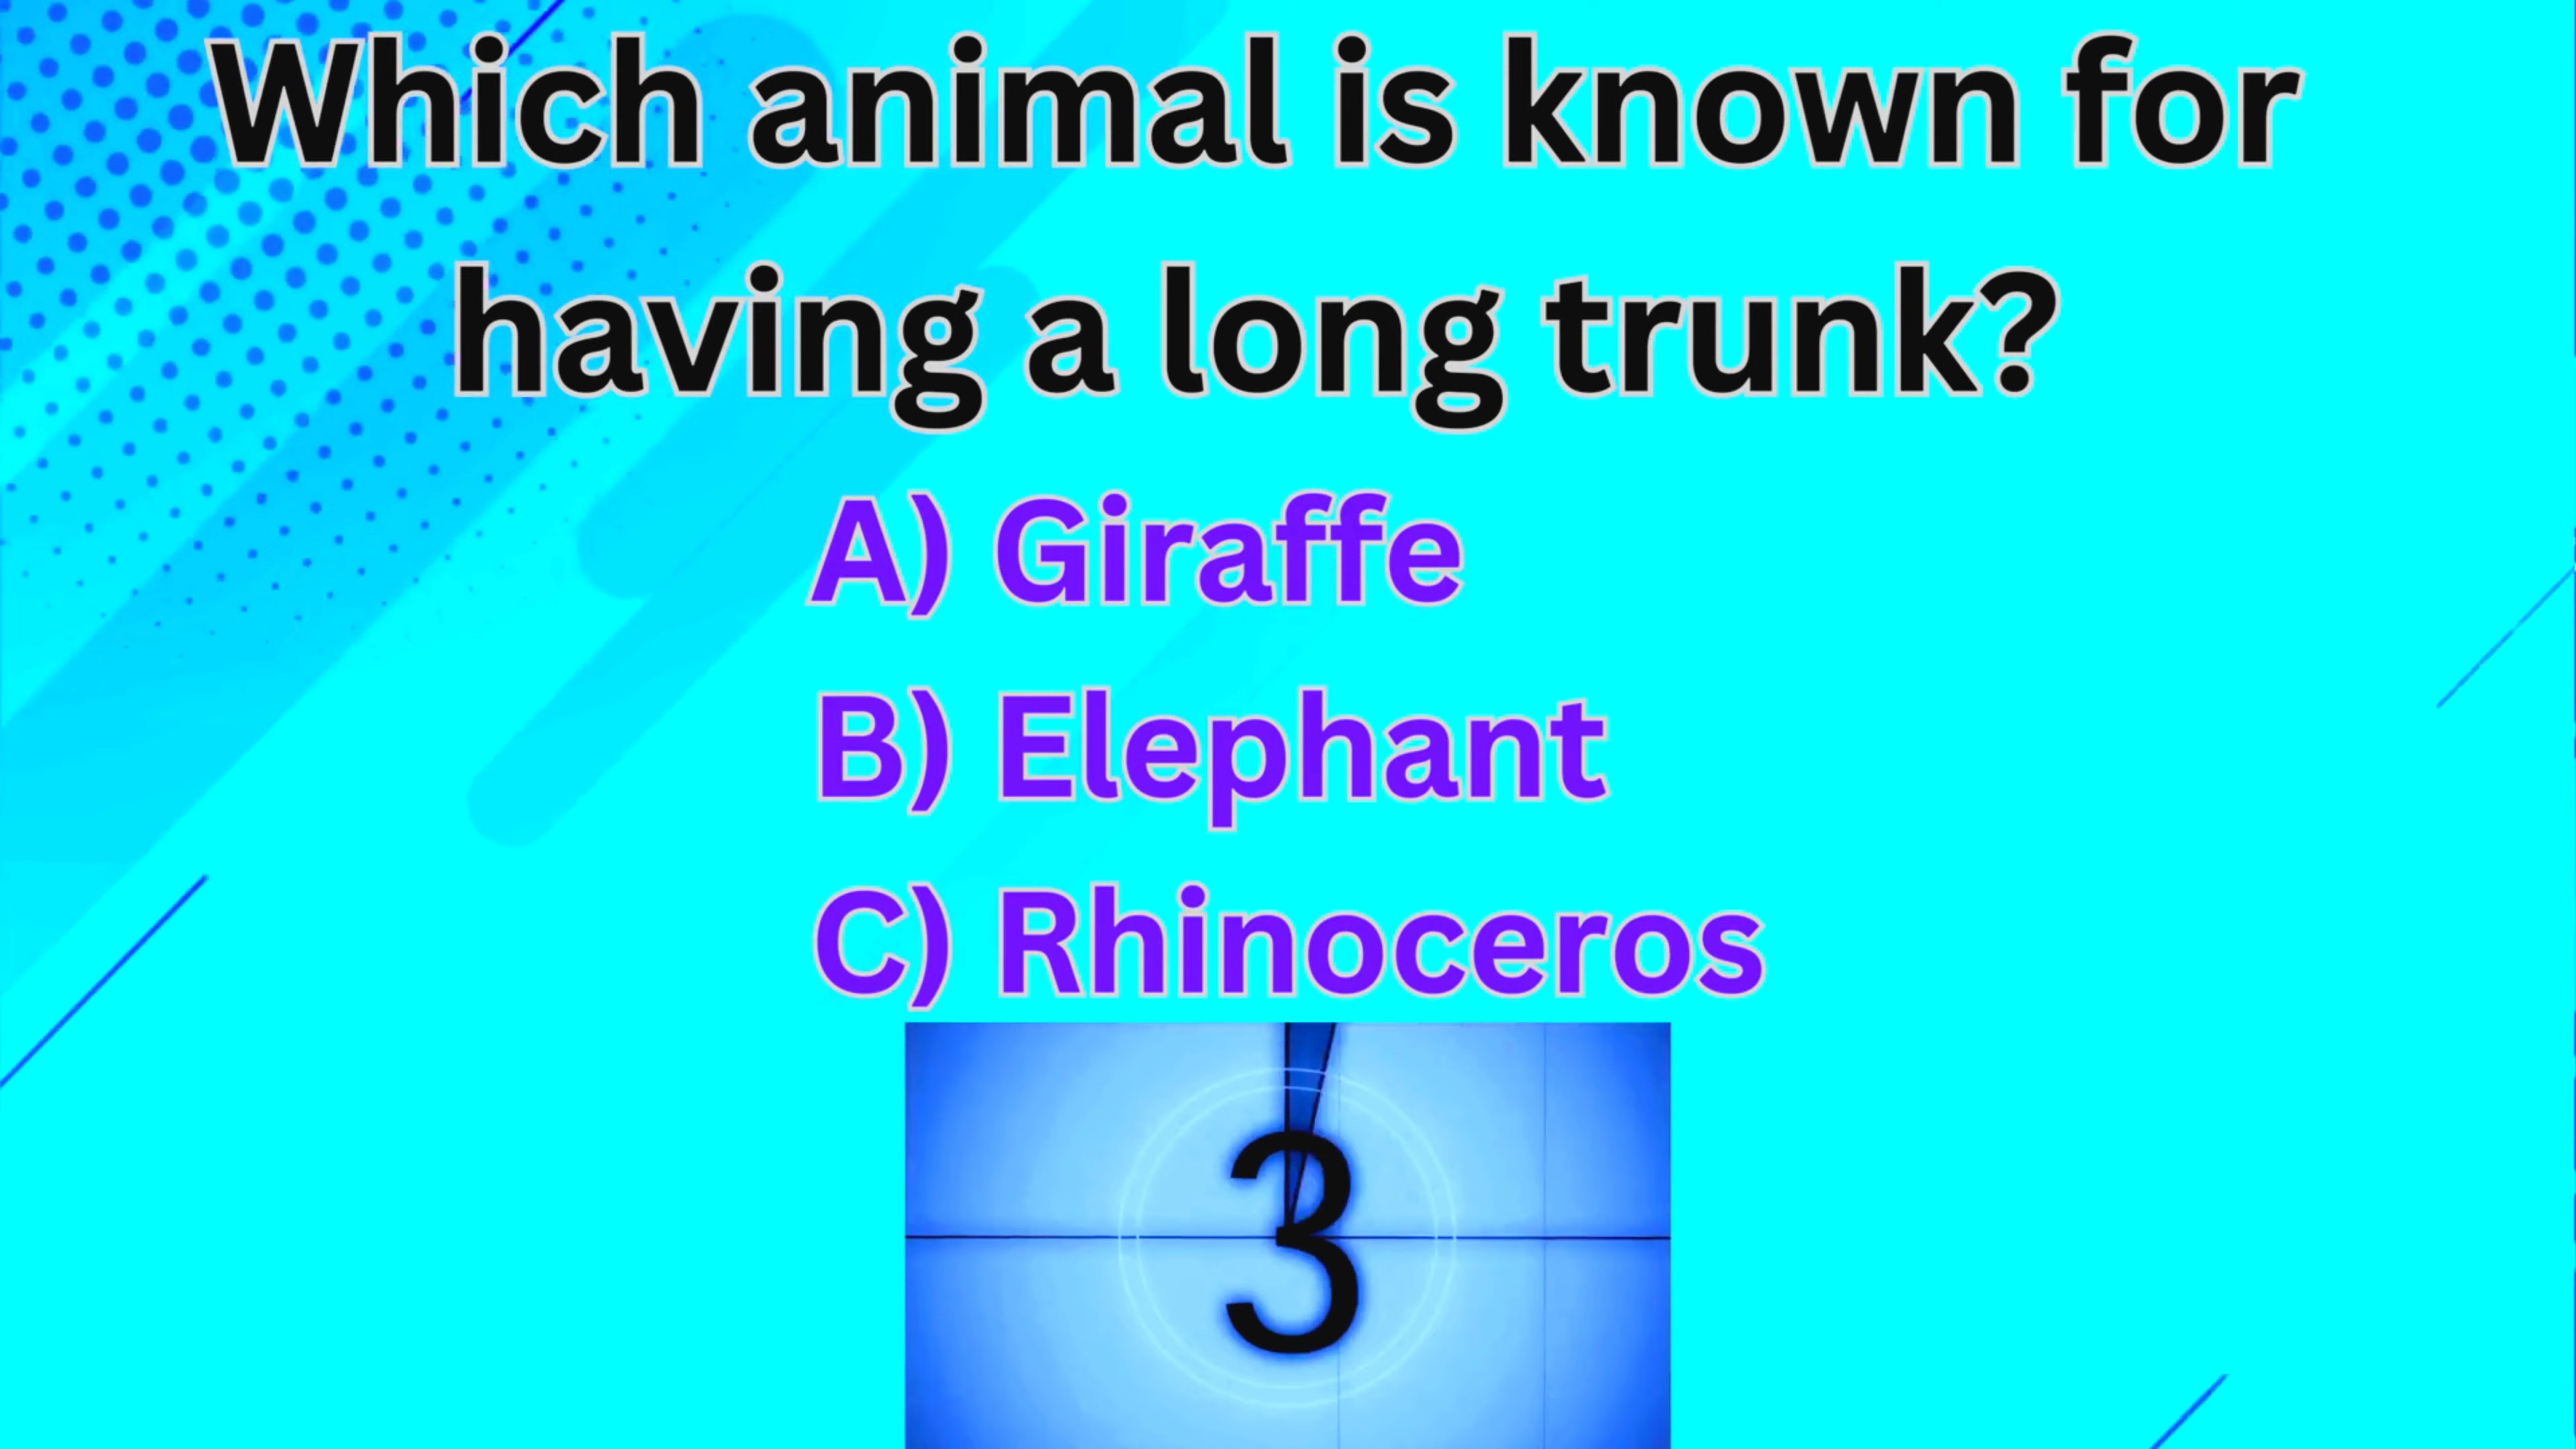 Which animal is known for
having a long trunk?
A) Giraffe
B) Elephant
C) Rhinoceros
3